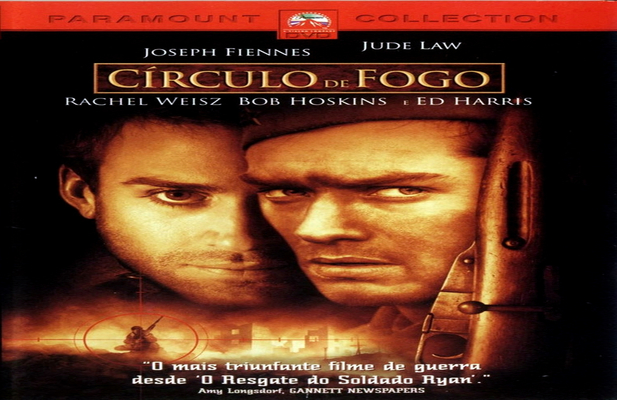 PARAMOUNT COLLECTION
DVD
JOSEPH FIENNES JUDE LAW
CÍRCULO DE FOGO
RACHEL WEISZ BOB HOSKINS E ED HARRIS
"O mais triunfante filme de guerra
desde 'O Resgate do Soldado Ryan'."
Amy Longsdorf, GANNETT NEWSPAPERS